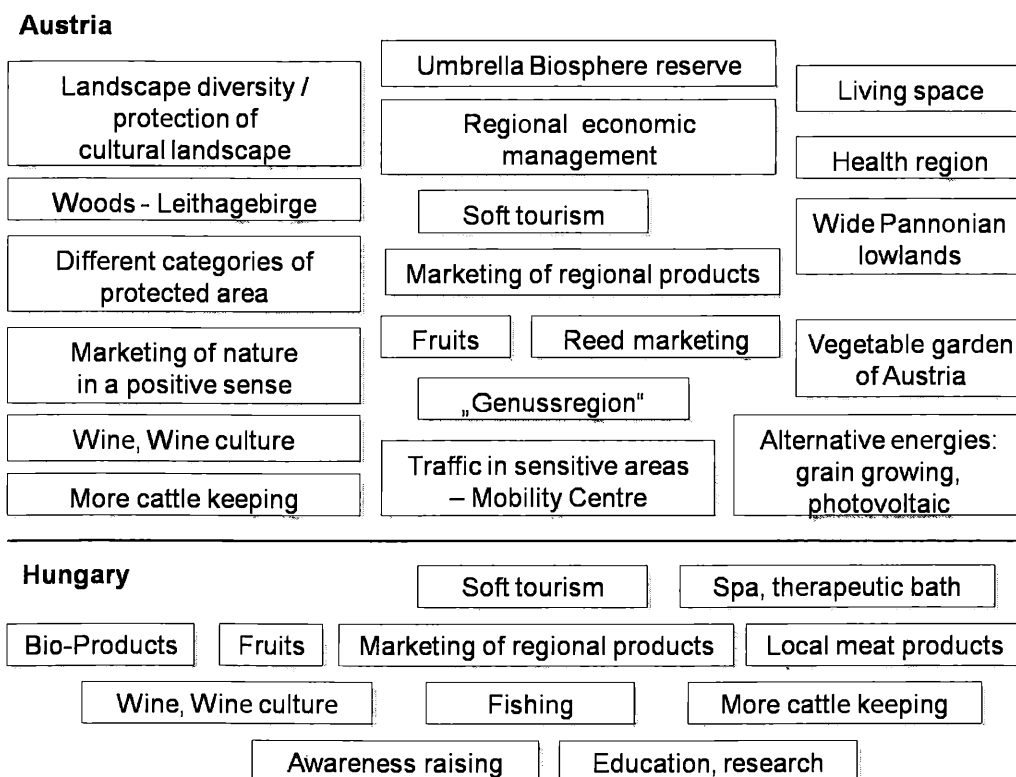 Austria
Landscape diversity /
protection of
cultural landscape
Woods - Leithagebirge
Different categories of
protected area
Marketing of nature
in a positive sense
Wine, Wine culture
More cattle keeping
Umbrella Biosphere reserve
Regional economic
management
Soft tourism
Marketing of regional products
Fruits
Reed marketing
„Genussregion“
Traffic in sensitive areas
– Mobility Centre
Living space
Health region
Wide Pannonian
lowlands
Vegetable garden
of Austria
Alternative energies:
grain growing,
photovoltaic
Hungary
Soft tourism
Spa, therapeutic bath
Bio-Products
Fruits
Marketing of regional products
Local meat products
Wine, Wine culture
Fishing
More cattle keeping
Awareness raising
Education, research